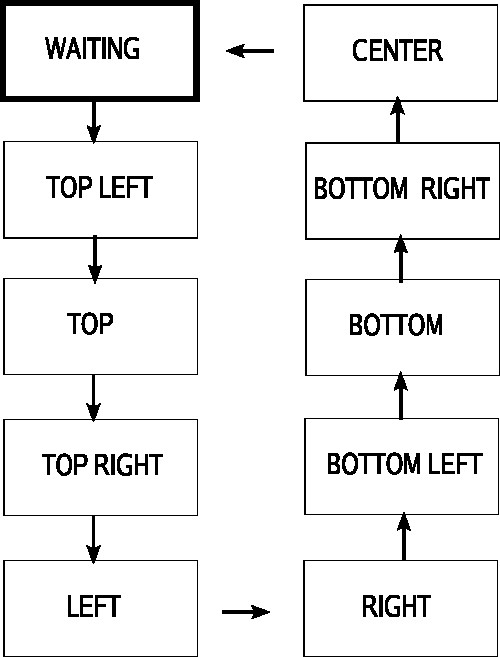 WAITING
TOP LEFT
TOP
TOP RIGHT
LEFT
RIGHT
BOTTOM LEFT
BOTTOM
BOTTOM RIGHT
CENTER